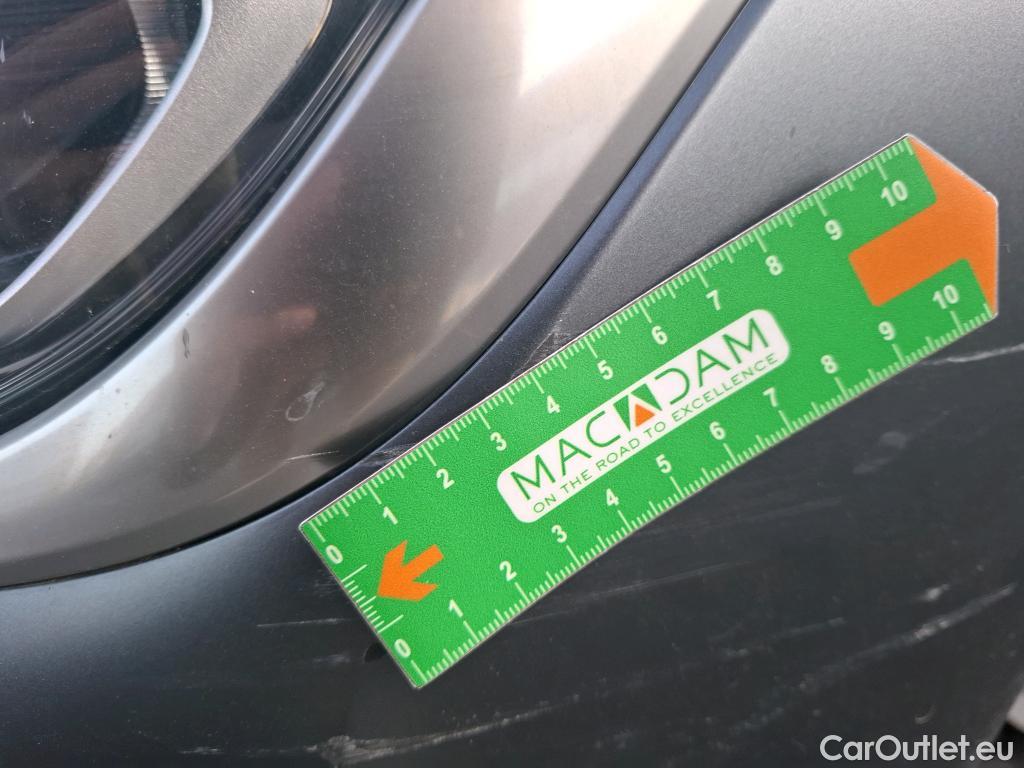 0 1 2 3 4 5 6 7 8 9 10
MACADAM
ON THE ROAD TO EXCELLENCE
0 1 2 3 4 5 6 7 8 9 10
CarOutlet.eu